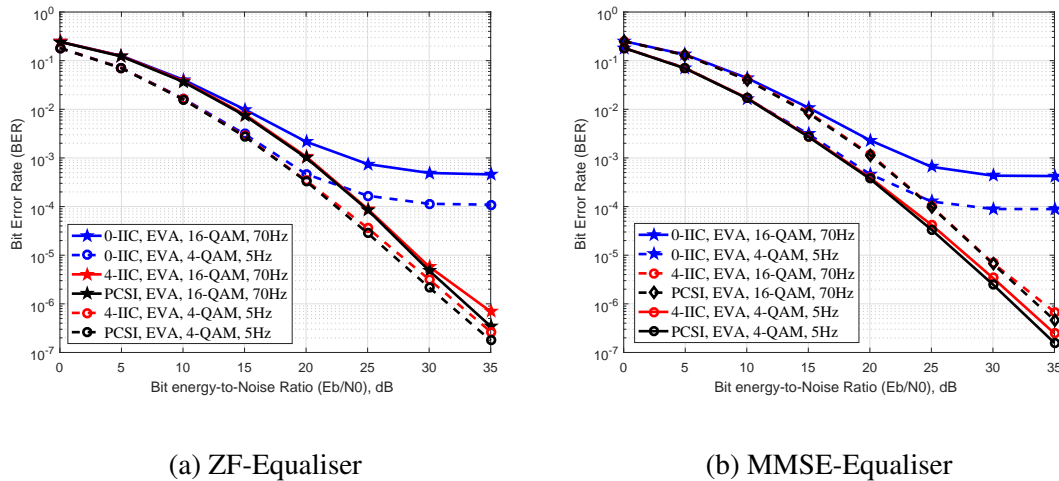 10^0
10^-1
10^-2
10^-3
10^-4
10^-5
10^-6
10^-7
Bit Error Rate (BER)
0-IIC, EVA, 16-QAM, 70Hz
0-IIC, EVA, 4-QAM, 5Hz
4-IIC, EVA, 16-QAM, 70Hz
PCSI, EVA, 16-QAM, 70Hz
4-IIC, EVA, 4-QAM, 5Hz
PCSI, EVA, 4-QAM, 5Hz
0 5 10 15 20 25 30 35
Bit energy-to-Noise Ratio (Eb/N0), dB
(a) ZF-Equaliser
10^0
10^-1
10^-2
10^-3
10^-4
10^-5
10^-6
10^-7
Bit Error Rate (BER)
0-IIC, EVA, 16-QAM, 70Hz
0-IIC, EVA, 4-QAM, 5Hz
4-IIC, EVA, 16-QAM, 70Hz
PCSI, EVA, 16-QAM, 70Hz
4-IIC, EVA, 4-QAM, 5Hz
PCSI, EVA, 4-QAM, 5Hz
0 5 10 15 20 25 30 35
Bit energy-to-Noise Ratio (Eb/N0), dB
(b) MMSE-Equaliser